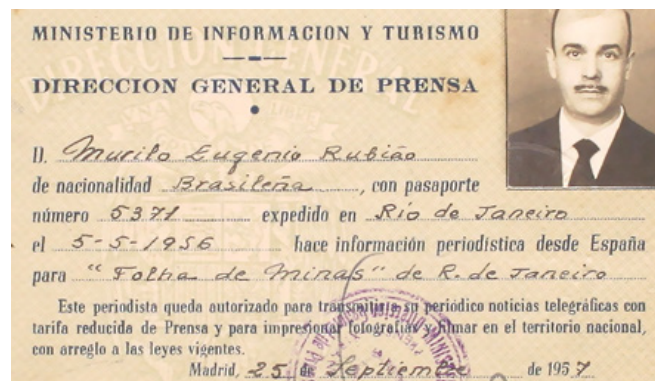 MINISTERIO DE INFORMACION Y TURISMO
DIRECCION GENERAL DE PRENSA
D. Murilo Eugenio Rubião
de nacionalidad Brasileña, con pasaporte
número 5371 expedido en Río de Janeiro
el 5-5-1956 hace información periodística desde España
para "Folha de Minas" de R. de Janeiro
Este periodista queda autorizado para transmitir a su periódico noticias telegráficas con
tarifa reducida de Prensa y para impresionar fotografías y filmar en el territorio nacional,
con arreglo a las leyes vigentes.
Madrid, 25 de Septiembre de 1957